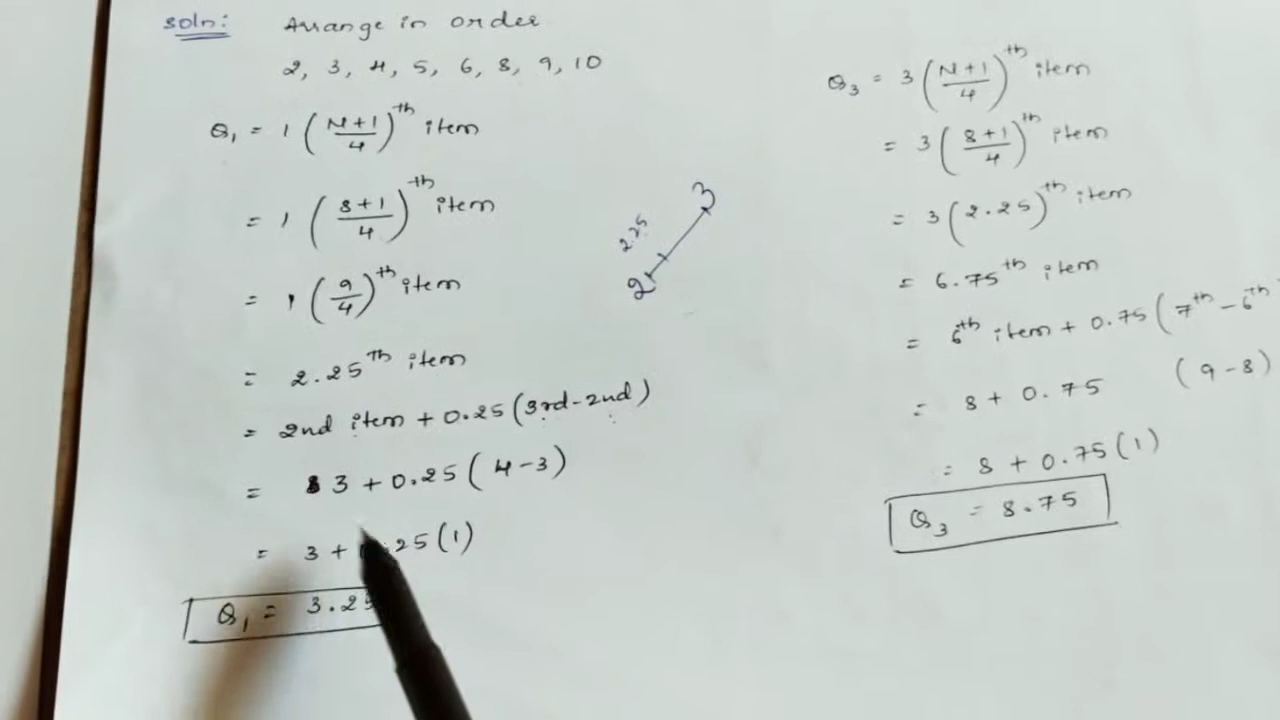 Soln: Arrange in order
2, 3, 4, 5, 6, 8, 9, 10
Q1 = 1 (N+1/4)th item
= 1 (8+1/4)th item
= 1 (9/4)th item
= 2.25th item
= 2nd item + 0.25 (3rd-2nd)
= 3 + 0.25 (4-3)
= 3 + 0.25 (1)
Q1 = 3.25
2 2.25 3
Q3 = 3 (N+1/4)th item
= 3 (8+1/4)th item
= 3 (2.25)th item
= 6.75th item
= 6th item + 0.75 (7th - 6th
= 8 + 0.75 (9-8)
= 8 + 0.75 (1)
Q3 = 8.75